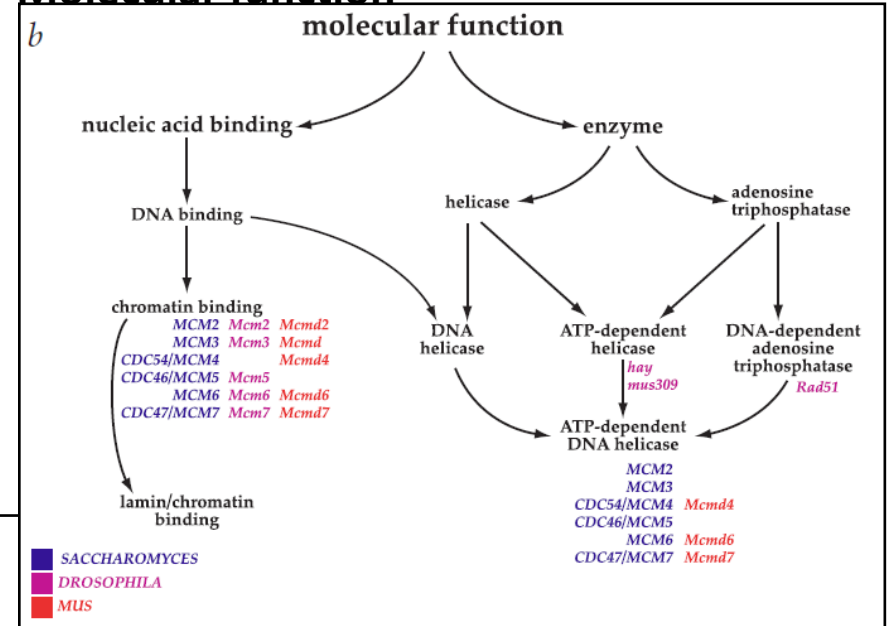 Molecular function
b
molecular function
nucleic acid binding
enzyme
DNA binding
helicase
adenosine
triphosphatase
chromatin binding
MCM2 Mcm2 Mcmd2
MCM3 Mcm3 Mcmd
CDC54/MCM4 Mcmd4
CDC46/MCM5 Mcm5
MCM6 Mcm6 Mcmd6
CDC47/MCM7 Mcm7 Mcmd7
DNA
helicase
ATP-dependent
helicase
hay
mus309
DNA-dependent
adenosine
triphosphatase
Rad51
ATP-dependent
DNA helicase
MCM2
MCM3
CDC54/MCM4 Mcmd4
CDC46/MCM5
MCM6 Mcmd6
CDC47/MCM7 Mcmd7
lamin/chromatin
binding
SACCHAROMYCES
DROSOPHILA
MUS